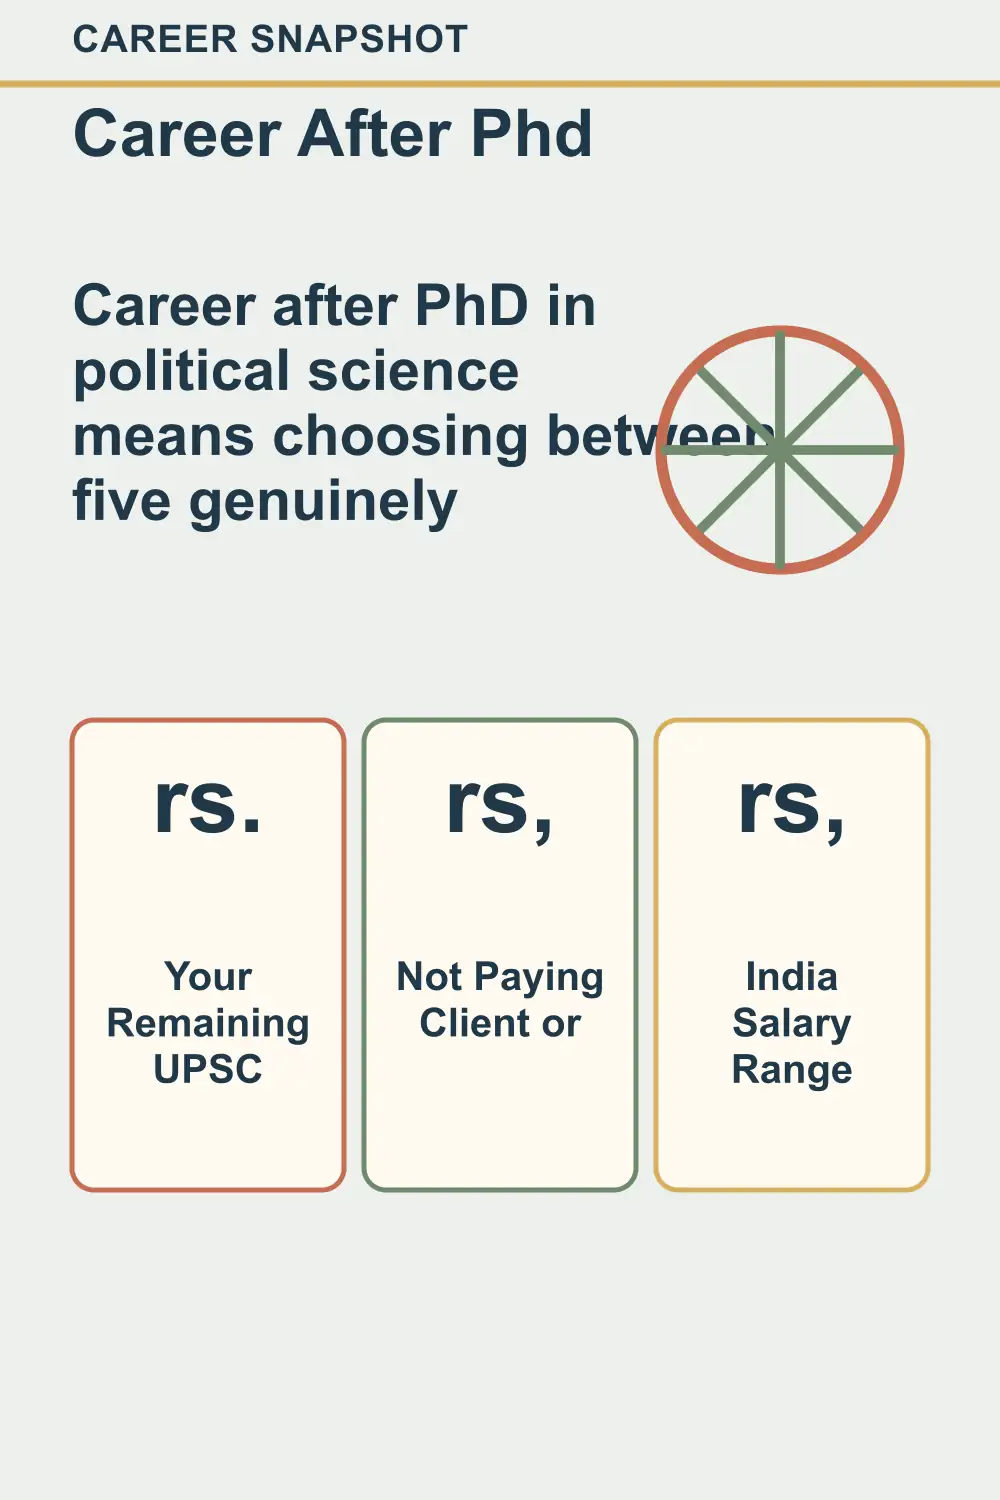 CAREER SNAPSHOT
Career After Phd
Career after PhD in
political science
means choosing between
five genuinely
rs.
Your
Remaining
UPSC
rs,
Not Paying
Client or
rs,
India
Salary
Range